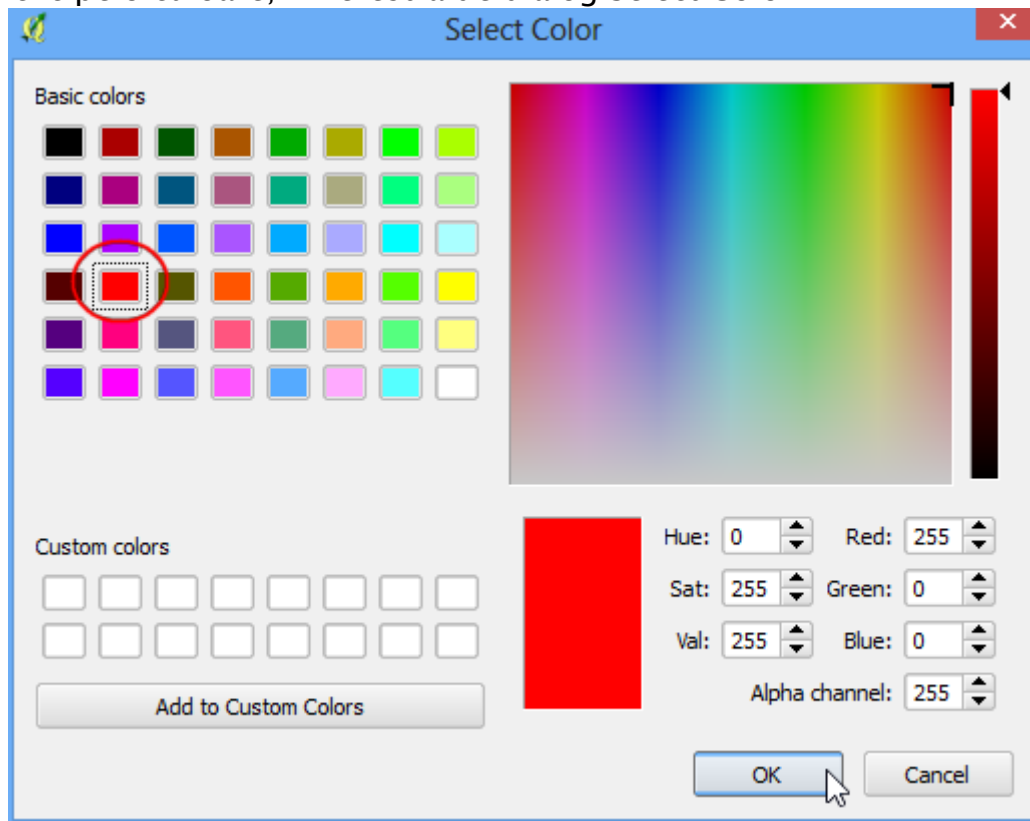 Select Color
Basic colors
Custom colors
Add to Custom Colors
Hue: 0 Red: 255
Sat: 255 Green: 0
Val: 255 Blue: 0
Alpha channel: 255
OK Cancel